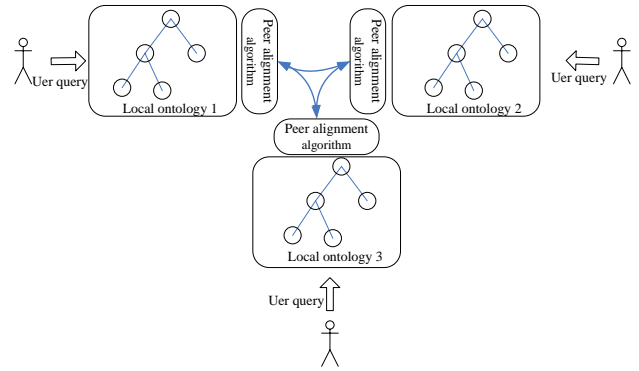 Peer alignment
algorithm
Peer alignment
algorithm
Uer query
Local ontology 1
Local ontology 2
Uer query
Peer alignment
algorithm
Local ontology 3
Uer query